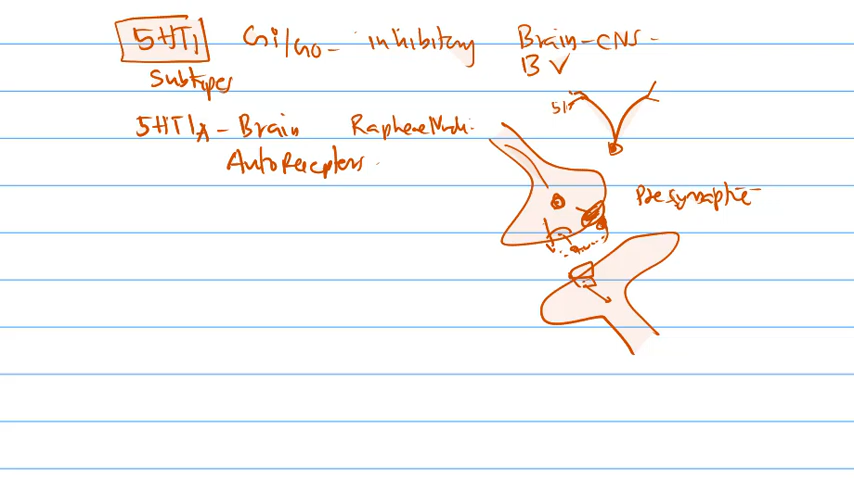 5HT1 Gi/Go - inhibitory Brain - CNS -
BV
Subtypes
5HT1A - Brain Raphe Nuclei
AutoReceptors
Presynaptic